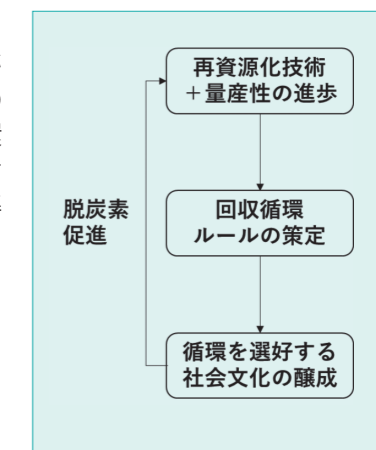 再資源化技術
＋量産性の進歩
脱炭素
促進
回収循環
ルールの策定
循環を選好する
社会文化の醸成